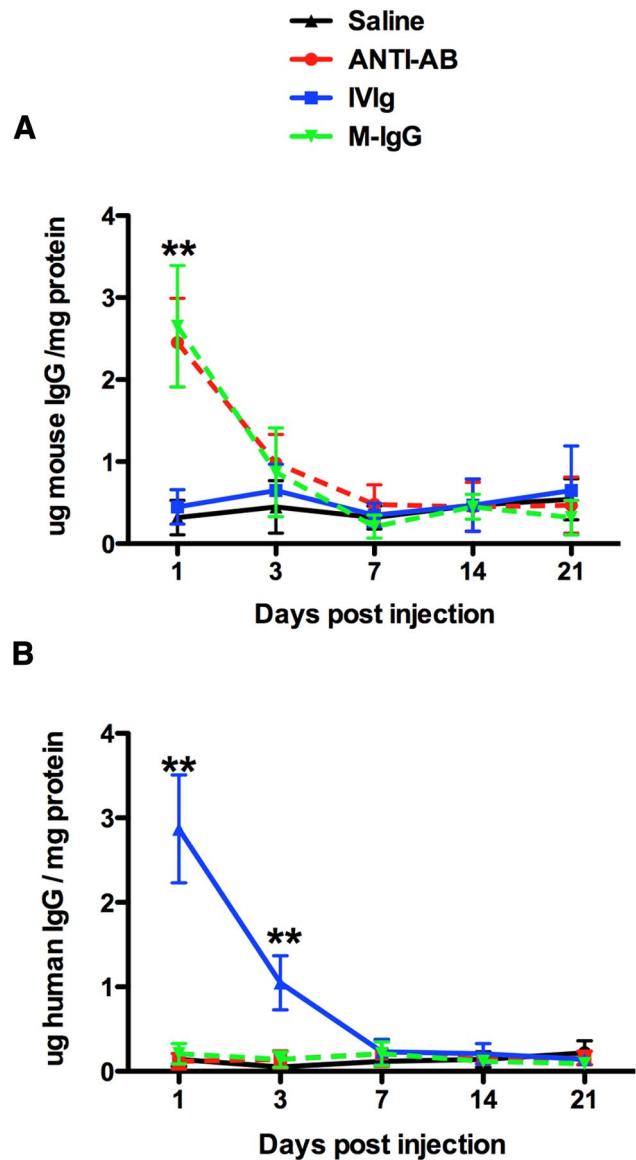 Saline
ANTI-AB
IVIg
M-IgG
A
ug mouse IgG /mg protein
4
3
2
1
0
**
1 3 7 14 21
Days post injection
B
ug human IgG / mg protein
4
3
2
1
0
**
**
1 3 7 14 21
Days post injection